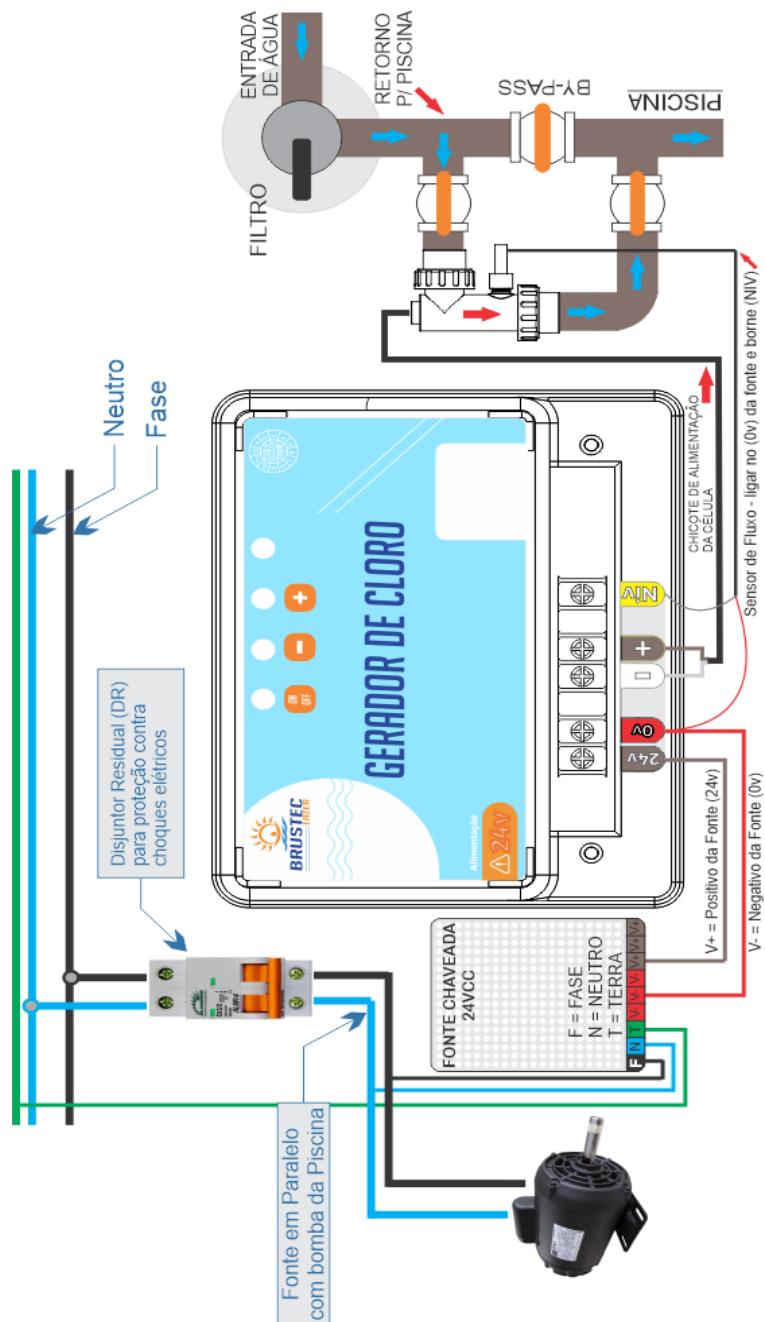 ENTRADA
DE ÁGUA
FILTRO
RETORNO
P/ PISCINA
BY-PASS
PISCINA
Neutro
Fase
Disjuntor Residual (DR)
para proteção contra
choques elétricos
Fonte em Paralelo
com bomba da Piscina
FONTE CHAVEADA
24VCC
F = FASE
N = NEUTRO
T = TERRA
F N T V- V- V- V+ V+ V+
BRUSTEC
LAZER
GERADOR DE CLORO
ON
OFF
-
+
Alimentação
24v
24v 0v - + Niv
V+ = Positivo da Fonte (24v)
V- = Negativo da Fonte (0v)
CHICOTE DE ALIMENTAÇÃO
DA CÉLULA
Sensor de Fluxo - ligar no (0v) da fonte e borne (NIV)